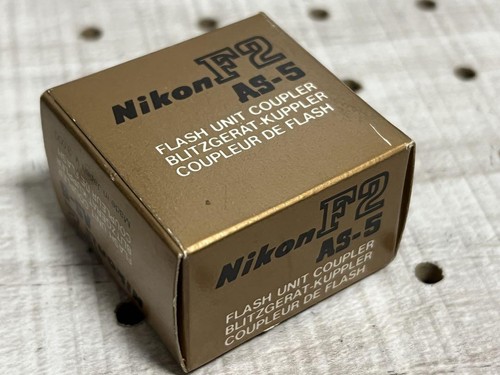 Nikon F2
AS-5
FLASH UNIT COUPLER
BLITZGERÄT-KUPPLER
COUPLEUR DE FLASH
Nikon F2
AS-5
FLASH UNIT COUPLER
BLITZGERÄT-KUPPLER
COUPLEUR DE FLASH